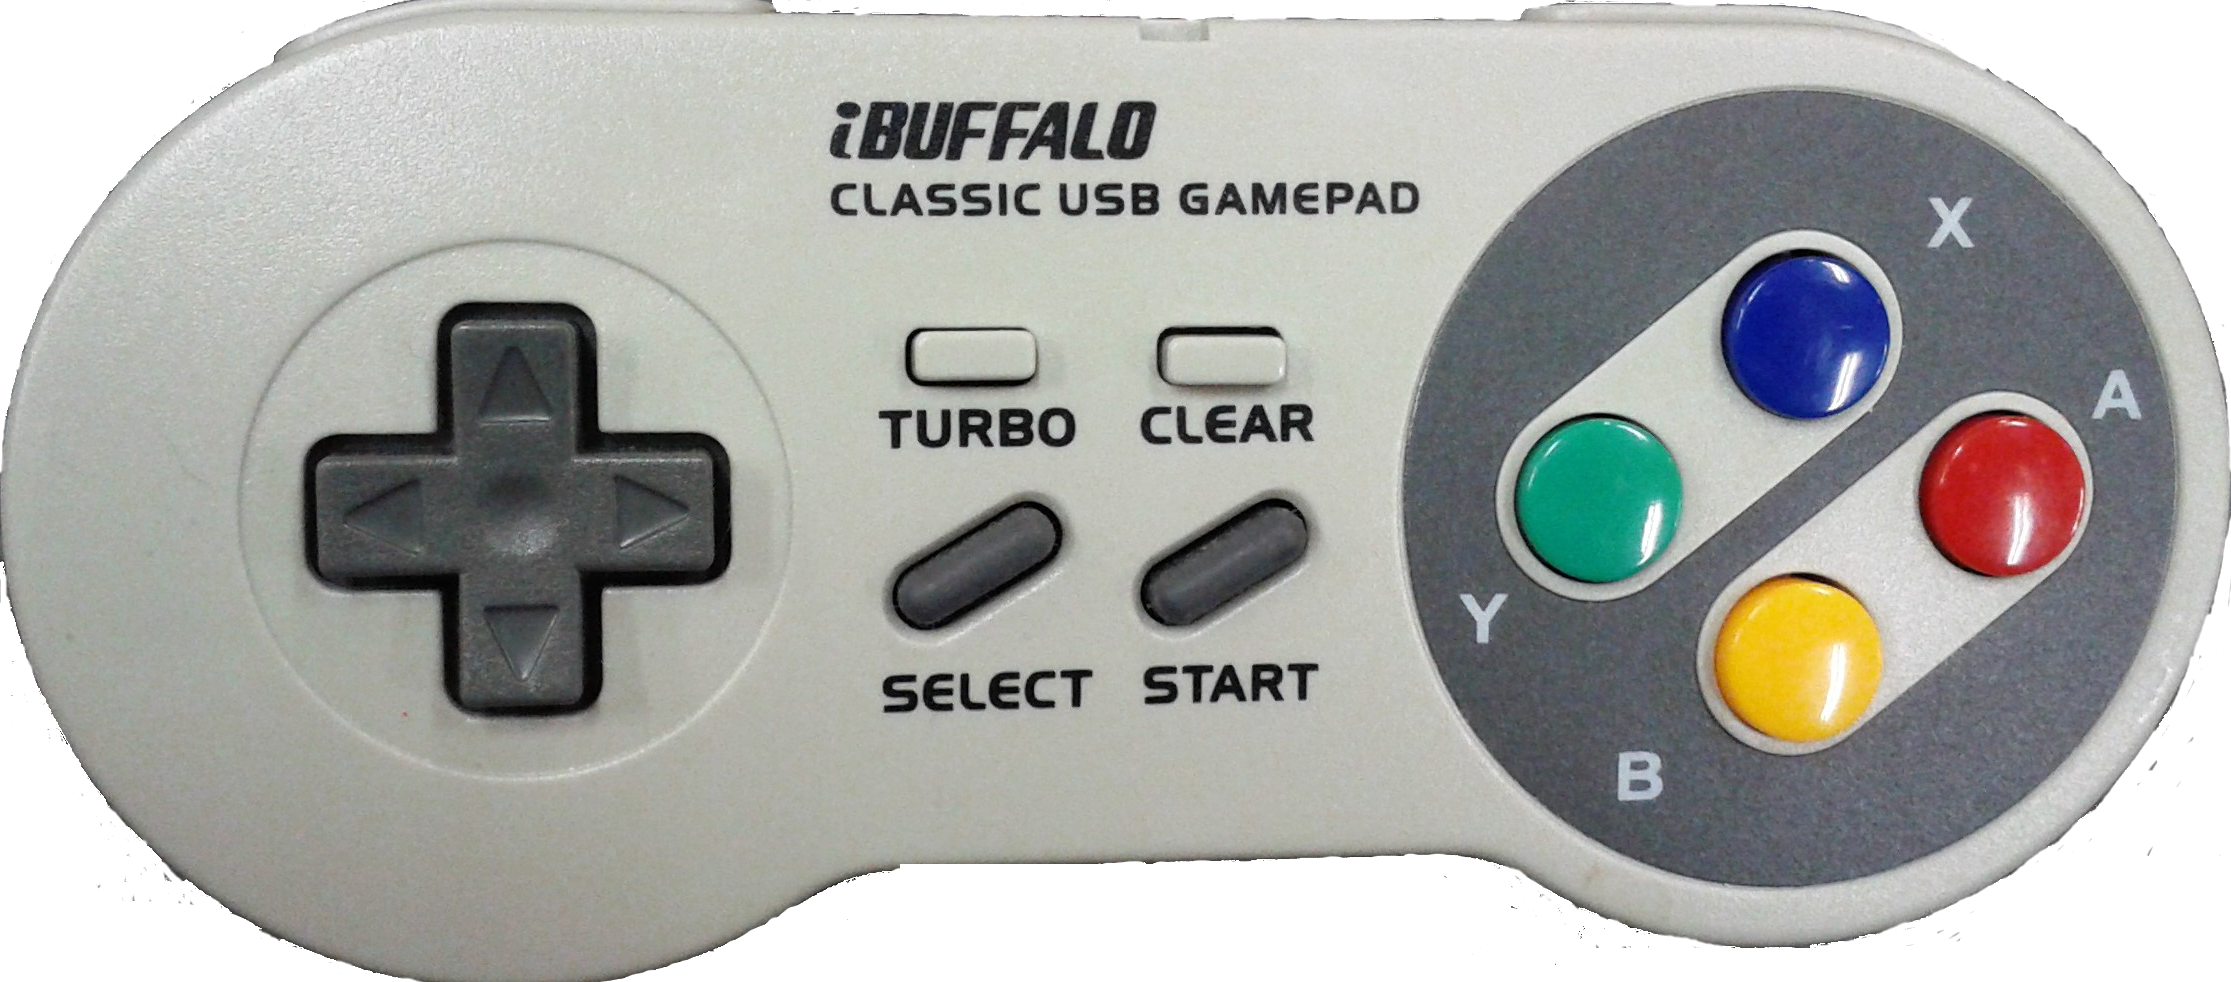 iBUFFALO
CLASSIC USB GAMEPAD
X
A
TURBO CLEAR
Y
SELECT START
B